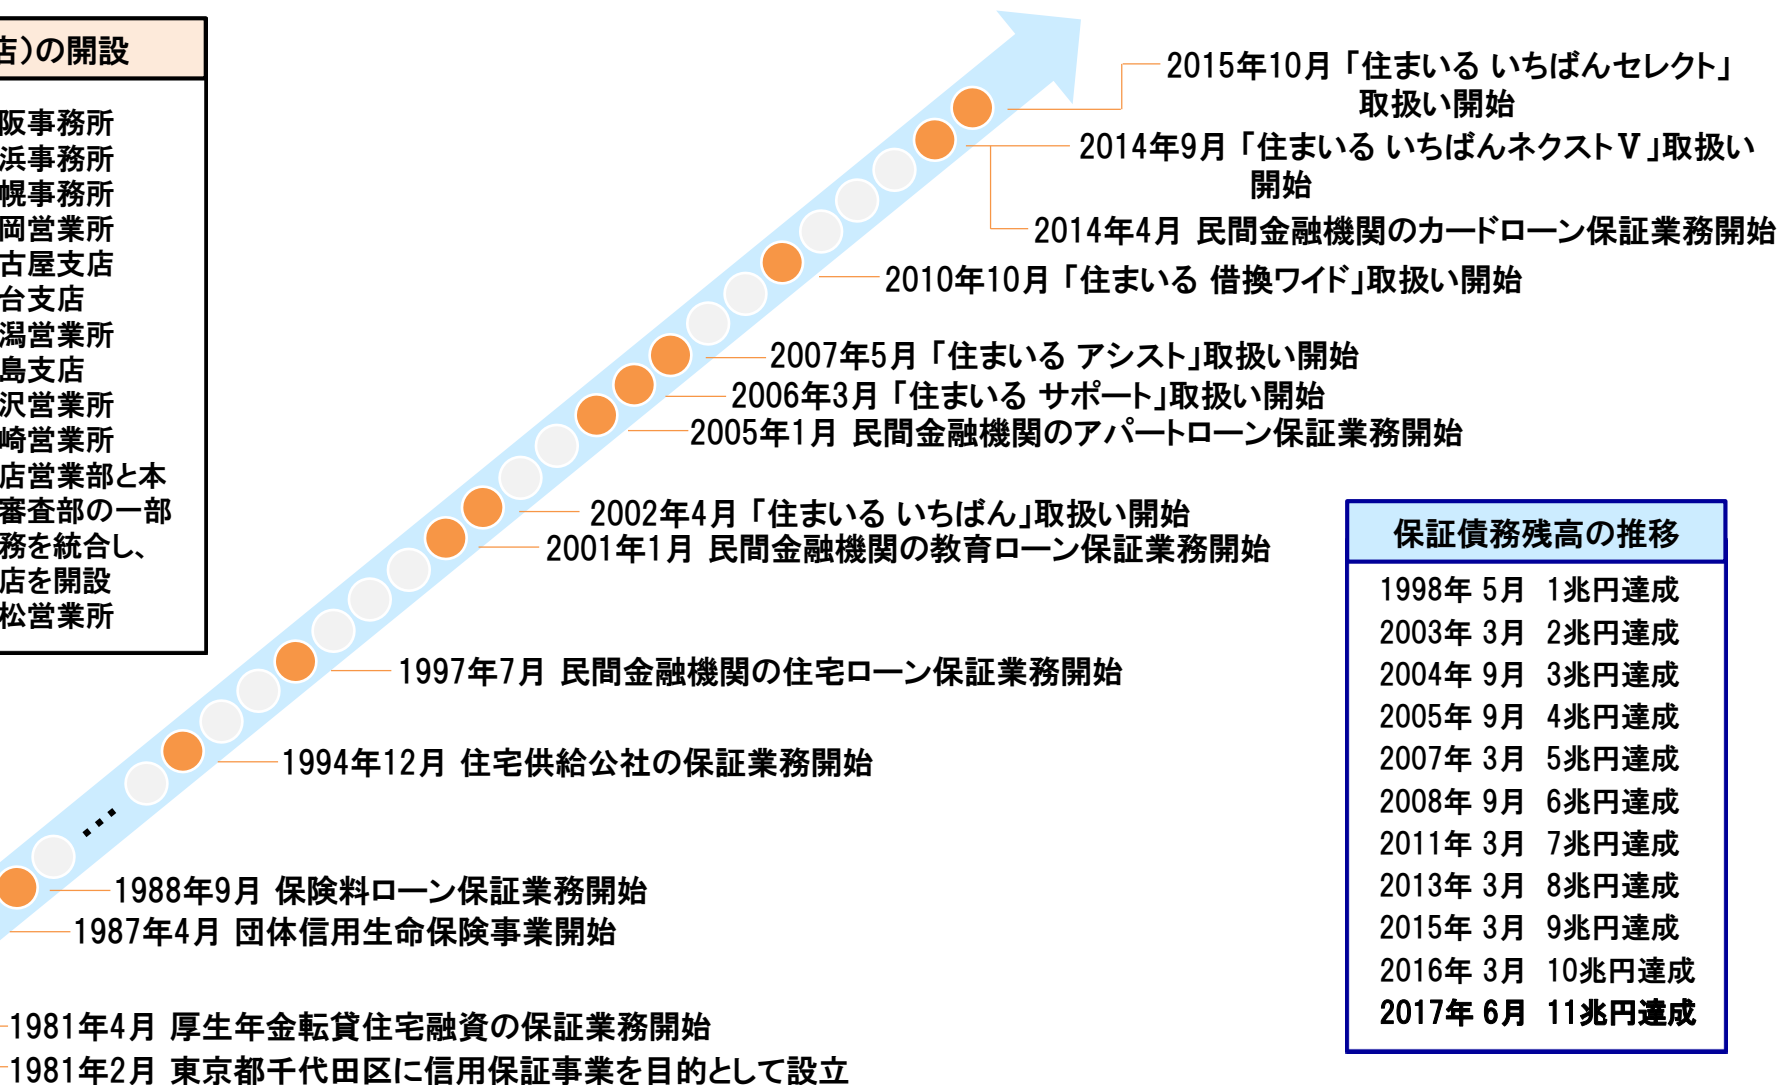 店)の開設
阪事務所
浜事務所
幌事務所
岡営業所
古屋支店
台支店
潟営業所
島支店
沢営業所
崎営業所
店営業部と本
審査部の一部
務を統合し、
店を開設
松営業所
2015年10月 「住まいる いちばんセレクト」
取扱い開始
2014年9月 「住まいる いちばんネクストⅤ」取扱い
開始
2014年4月 民間金融機関のカードローン保証業務開始
2010年10月 「住まいる 借換ワイド」取扱い開始
2007年5月 「住まいる アシスト」取扱い開始
2006年3月 「住まいる サポート」取扱い開始
2005年1月 民間金融機関のアパートローン保証業務開始
2002年4月 「住まいる いちばん」取扱い開始
2001年1月 民間金融機関の教育ローン保証業務開始
1997年7月 民間金融機関の住宅ローン保証業務開始
1994年12月 住宅供給公社の保証業務開始
…
1988年9月 保険料ローン保証業務開始
1987年4月 団体信用生命保険事業開始
1981年4月 厚生年金転貸住宅融資の保証業務開始
1981年2月 東京都千代田区に信用保証事業を目的として設立
保証債務残高の推移
1998年 5月 1兆円達成
2003年 3月 2兆円達成
2004年 9月 3兆円達成
2005年 9月 4兆円達成
2007年 3月 5兆円達成
2008年 9月 6兆円達成
2011年 3月 7兆円達成
2013年 3月 8兆円達成
2015年 3月 9兆円達成
2016年 3月 10兆円達成
2017年 6月 11兆円達成